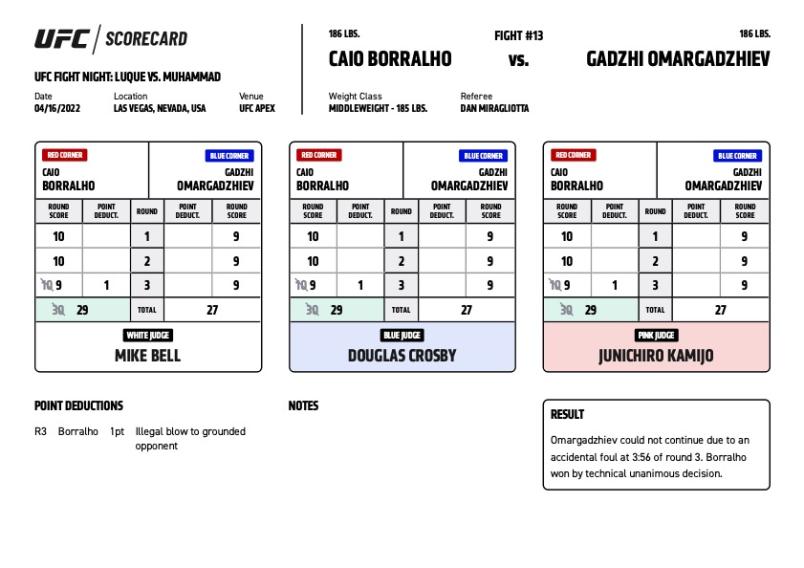 UFC SCORECARD
UFC FIGHT NIGHT: LUQUE VS. MUHAMMAD
Date Location Venue
04/16/2022 LAS VEGAS, NEVADA, USA UFC APEX
186 LBS. FIGHT #13 186 LBS.
CAIO BORRALHO VS. GADZHI OMARGADZHIEV
Weight Class Referee
MIDDLEWEIGHT - 185 LBS. DAN MIRAGLIOTTA
RED CORNER BLUE CORNER
CAIO GADZHI
BORRALHO OMARGADZHIEV
ROUND SCORE POINT DEDUCT. ROUND POINT DEDUCT. ROUND SCORE
10 1 9
10 2 9
10 9 1 3 9
30 29 TOTAL 27
WHITE JUDGE
MIKE BELL
RED CORNER BLUE CORNER
CAIO GADZHI
BORRALHO OMARGADZHIEV
ROUND SCORE POINT DEDUCT. ROUND POINT DEDUCT. ROUND SCORE
10 1 9
10 2 9
10 9 1 3 9
30 29 TOTAL 27
BLUE JUDGE
DOUGLAS CROSBY
RED CORNER BLUE CORNER
CAIO GADZHI
BORRALHO OMARGADZHIEV
ROUND SCORE POINT DEDUCT. ROUND POINT DEDUCT. ROUND SCORE
10 1 9
10 2 9
10 9 1 3 9
30 29 TOTAL 27
PINK JUDGE
JUNICHIRO KAMIJO
POINT DEDUCTIONS
R3 Borralho 1pt Illegal blow to grounded
opponent
NOTES
RESULT
Omargadzhiev could not continue due to an
accidental foul at 3:56 of round 3. Borralho
won by technical unanimous decision.